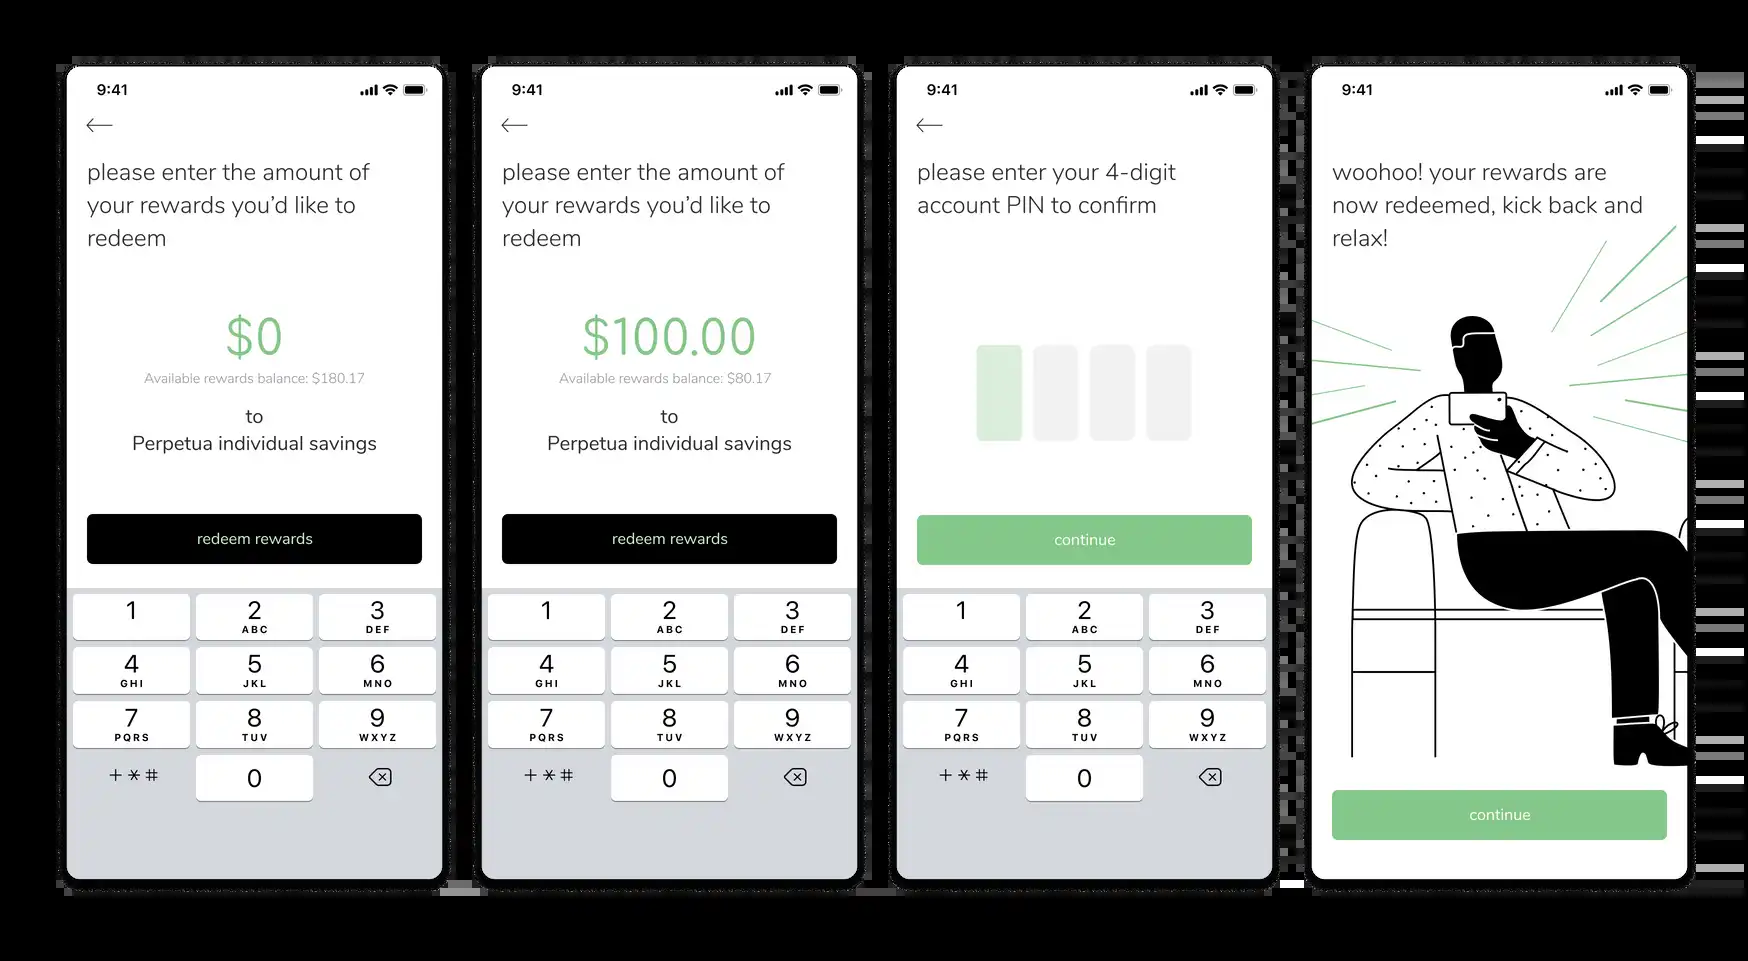 9:41
please enter the amount of
your rewards you’d like to
redeem
$0
Available rewards balance: $180.17
to
Perpetua individual savings
redeem rewards
1
2
ABC
3
DEF
4
GHI
5
JKL
6
MNO
7
PQRS
8
TUV
9
WXYZ
+*#
0
9:41
please enter the amount of
your rewards you’d like to
redeem
$100.00
Available rewards balance: $80.17
to
Perpetua individual savings
redeem rewards
1
2
ABC
3
DEF
4
GHI
5
JKL
6
MNO
7
PQRS
8
TUV
9
WXYZ
+*#
0
9:41
please enter your 4-digit
account PIN to confirm
continue
1
2
ABC
3
DEF
4
GHI
5
JKL
6
MNO
7
PQRS
8
TUV
9
WXYZ
+*#
0
9:41
woohoo! your rewards are
now redeemed, kick back and
relax!
continue